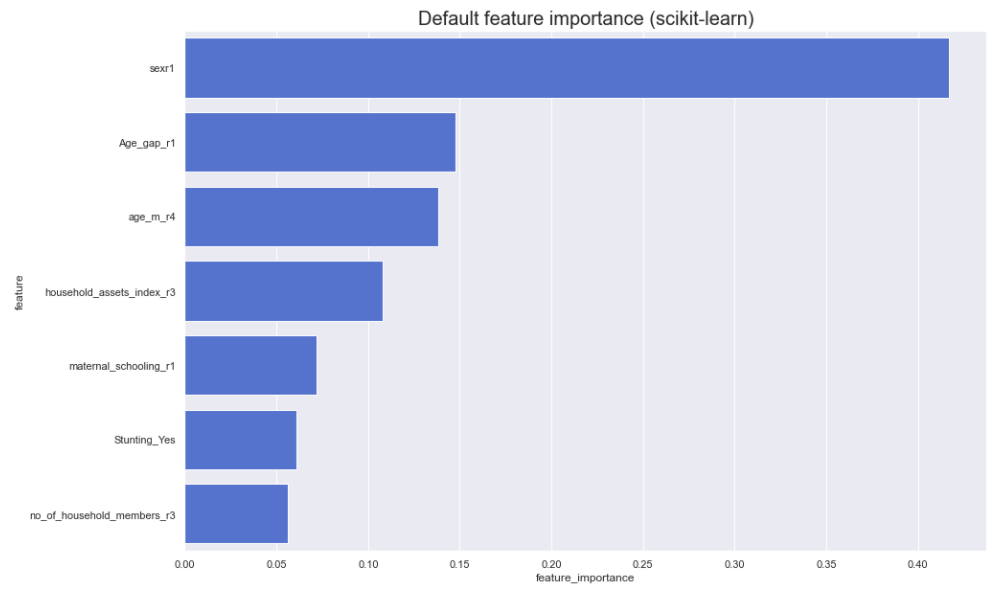 Default feature importance (scikit-learn)
sexr1
Age_gap_r1
age_m_r4
household_assets_index_r3
maternal_schooling_r1
Stunting_Yes
no_of_household_members_r3
feature
0.00 0.05 0.10 0.15 0.20 0.25 0.30 0.35 0.40
feature_importance